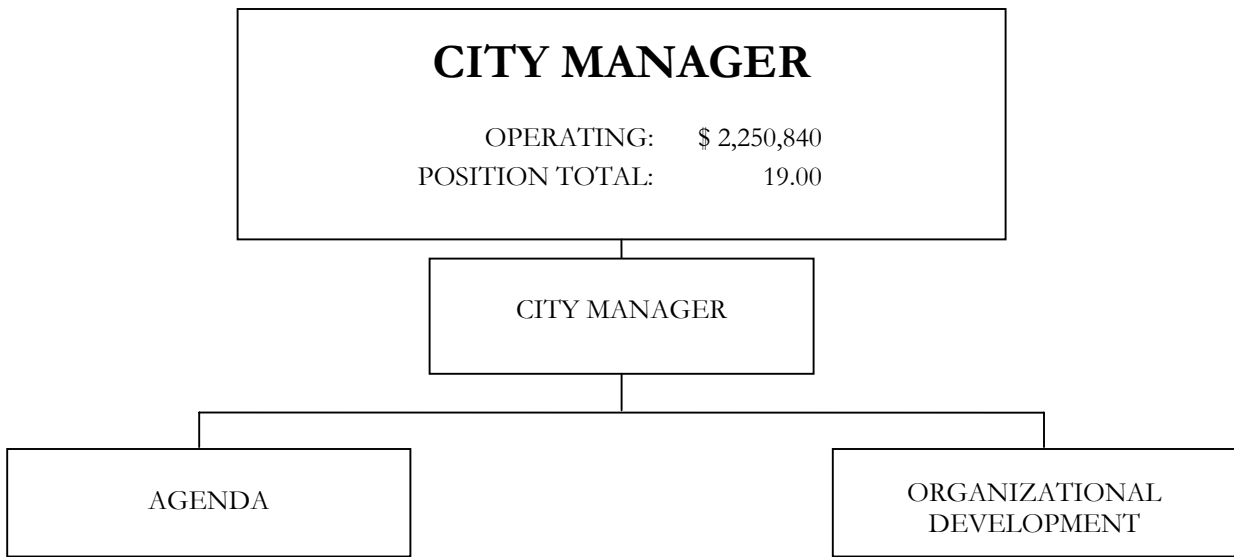 CITY MANAGER
OPERATING: $ 2,250,840
POSITION TOTAL: 19.00
CITY MANAGER
AGENDA
ORGANIZATIONAL
DEVELOPMENT